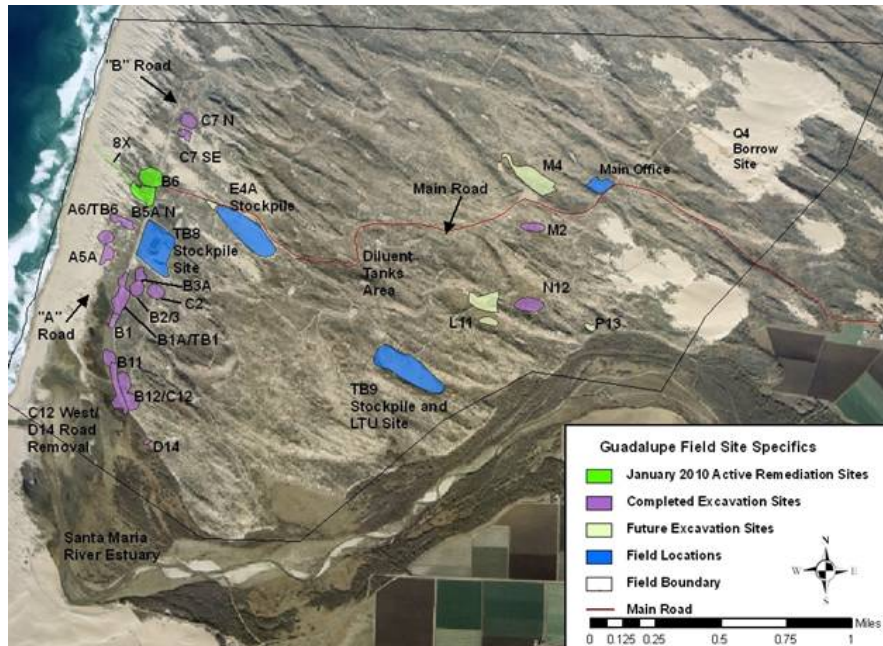 "B" Road
C7 N
C7 SE
8X
B6
E4A
Stockpile
M4
Main Office
Q4
Borrow
Site
A6/TB6
B5A N
Main Road
M2
TB8
Stockpile
Site
A5A
Diluent
Tanks
Area
B3A
C2
N12
"A"
Road
B2/3
L11
P13
B1
B1A/TB1
B11
TB9
Stockpile and
LTU Site
B12/C12
C12 West/
D14 Road
Removal
D14
Santa Maria
River Estuary
Guadalupe Field Site Specifics
January 2010 Active Remediation Sites
Completed Excavation Sites
Future Excavation Sites
Field Locations
Field Boundary
Main Road
N
W
E
S
Miles
0 0.125 0.25 0.5 0.75 1